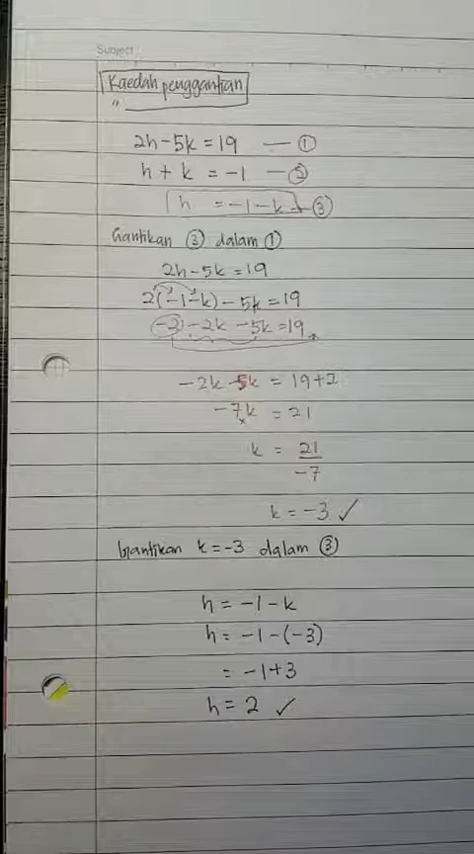 Subject
Kaedah penggantian
2h - 5k = 19 — ①
h + k = -1 — ②
h = -1 - k → ③
Gantikan ③ dalam ①
2h - 5k = 19
2(-1 - k) - 5k = 19
-2 - 2k - 5k = 19
-2k - 5k = 19 + 2
-7k = 21
k = 21/-7
k = -3 ✓
Gantikan k = -3 dalam ③
h = -1 - k
h = -1 - (-3)
= -1 + 3
h = 2 ✓